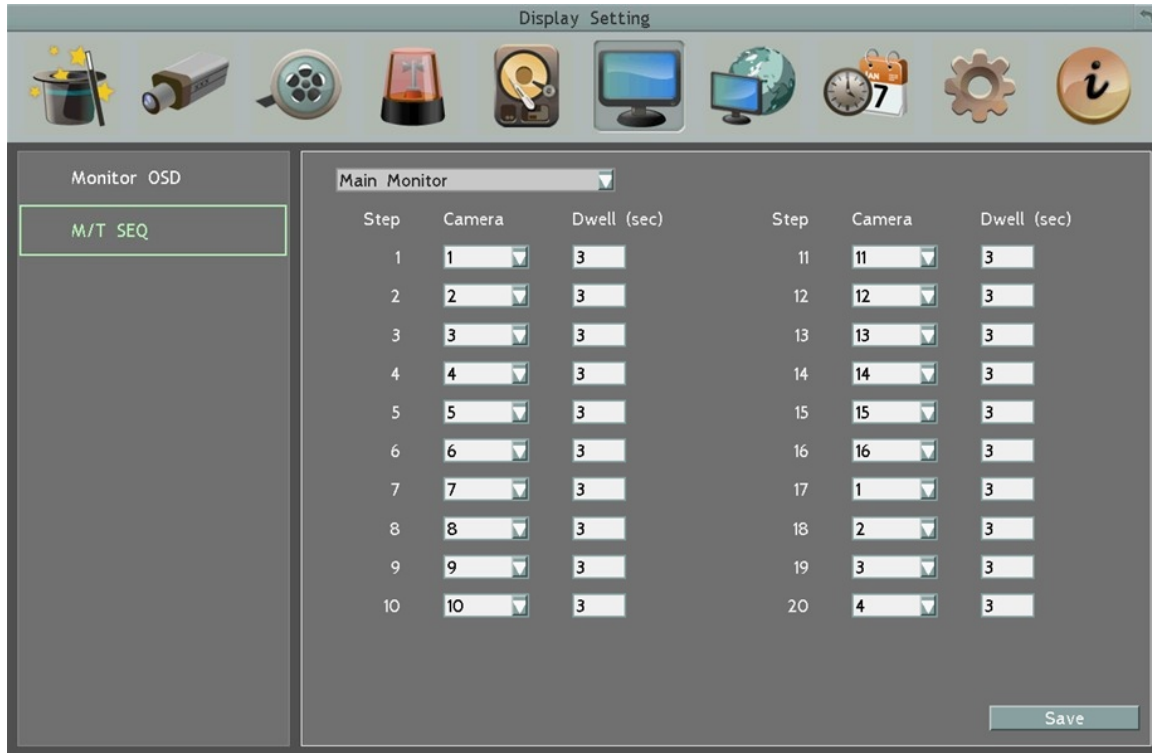 Display Setting
JAN
7
i
Monitor OSD
M/T SEQ
Main Monitor
Step Camera Dwell (sec) Step Camera Dwell (sec)
1 1 3 11 11 3
2 2 3 12 12 3
3 3 3 13 13 3
4 4 3 14 14 3
5 5 3 15 15 3
6 6 3 16 16 3
7 7 3 17 1 3
8 8 3 18 2 3
9 9 3 19 3 3
10 10 3 20 4 3
Save